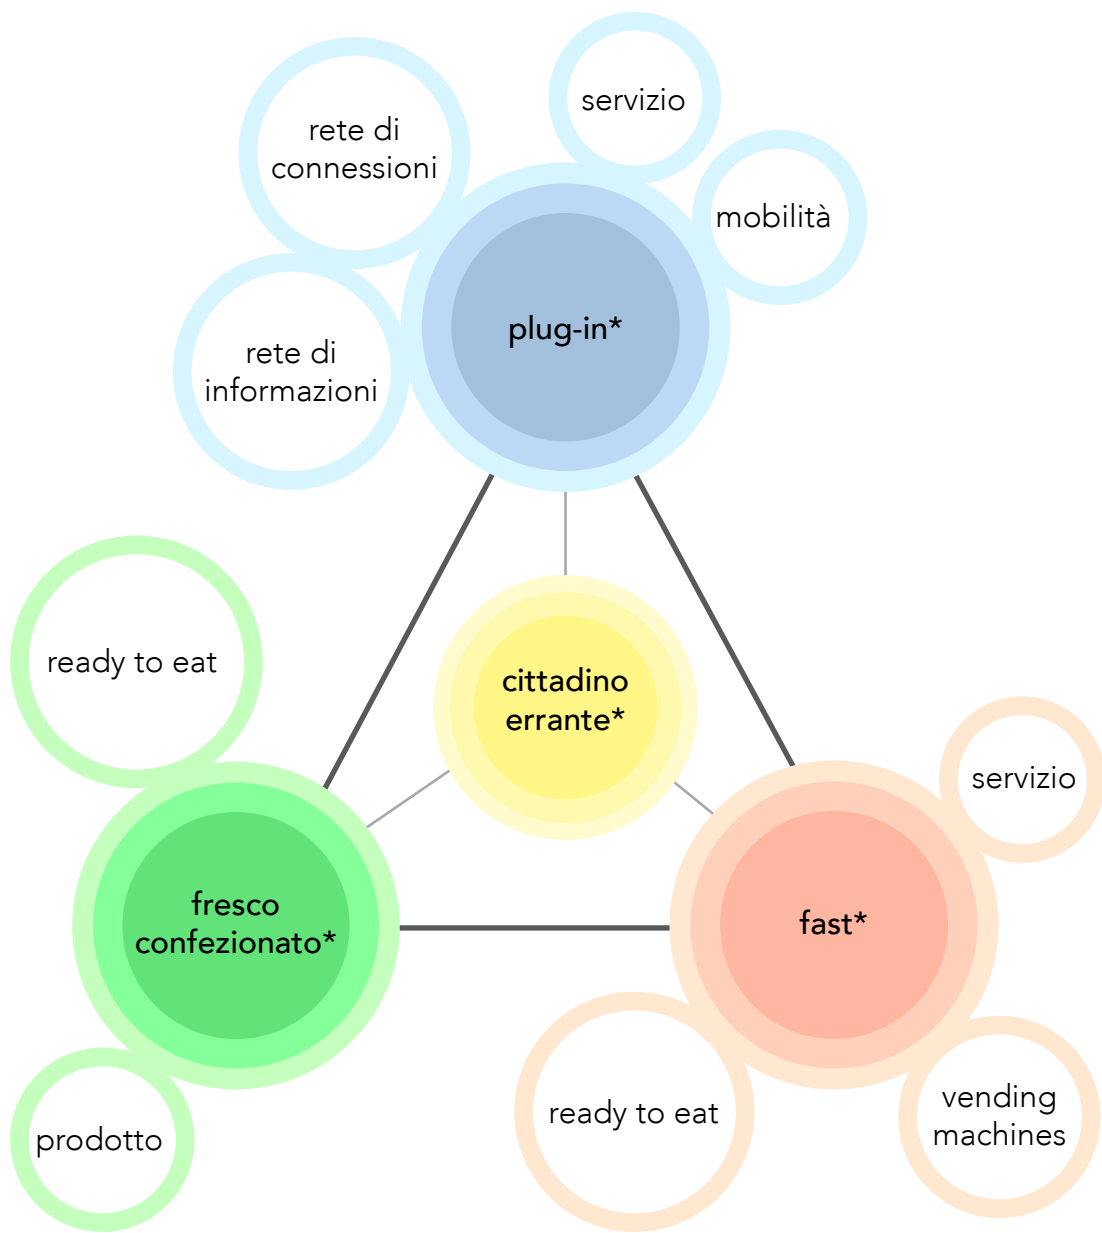 servizio
rete di
connessioni
mobilità
plug-in*
rete di
informazioni
ready to eat
cittadino
errante*
servizio
fresco
confezionato*
fast*
ready to eat
vending
machines
prodotto